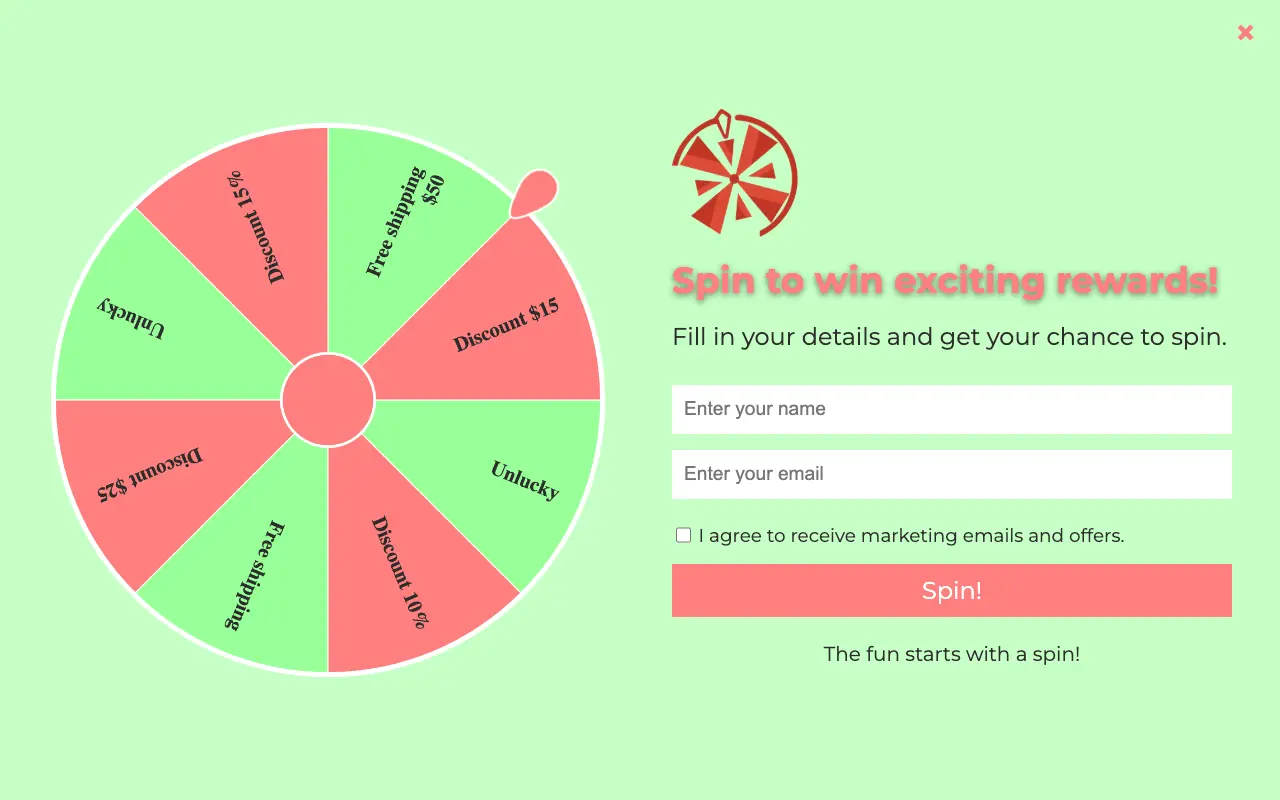 Free shipping
$50
Discount $15
Unlucky
Discount 10%
Free shipping
Discount $25
Unlucky
Discount 15%
Spin to win exciting rewards!
Fill in your details and get your chance to spin.
Enter your name
Enter your email
I agree to receive marketing emails and offers.
Spin!
The fun starts with a spin!